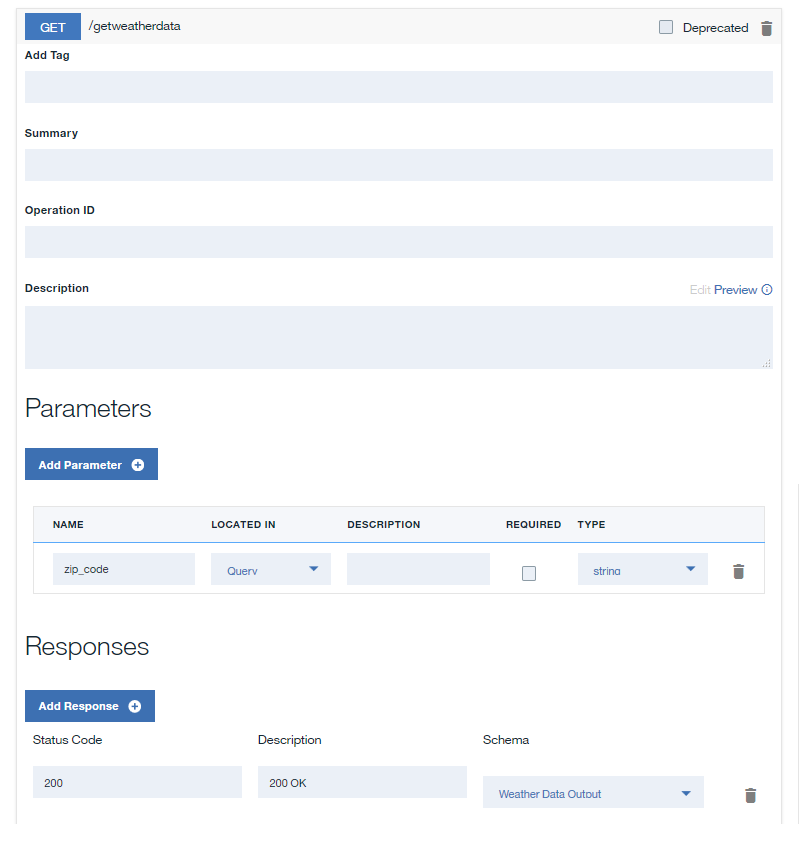 GET /getweatherdata Deprecated
Add Tag
Summary
Operation ID
Description Edit Preview
Parameters
Add Parameter
NAME LOCATED IN DESCRIPTION REQUIRED TYPE
zip_code Query string
Responses
Add Response
Status Code Description Schema
200 200 OK Weather Data Output